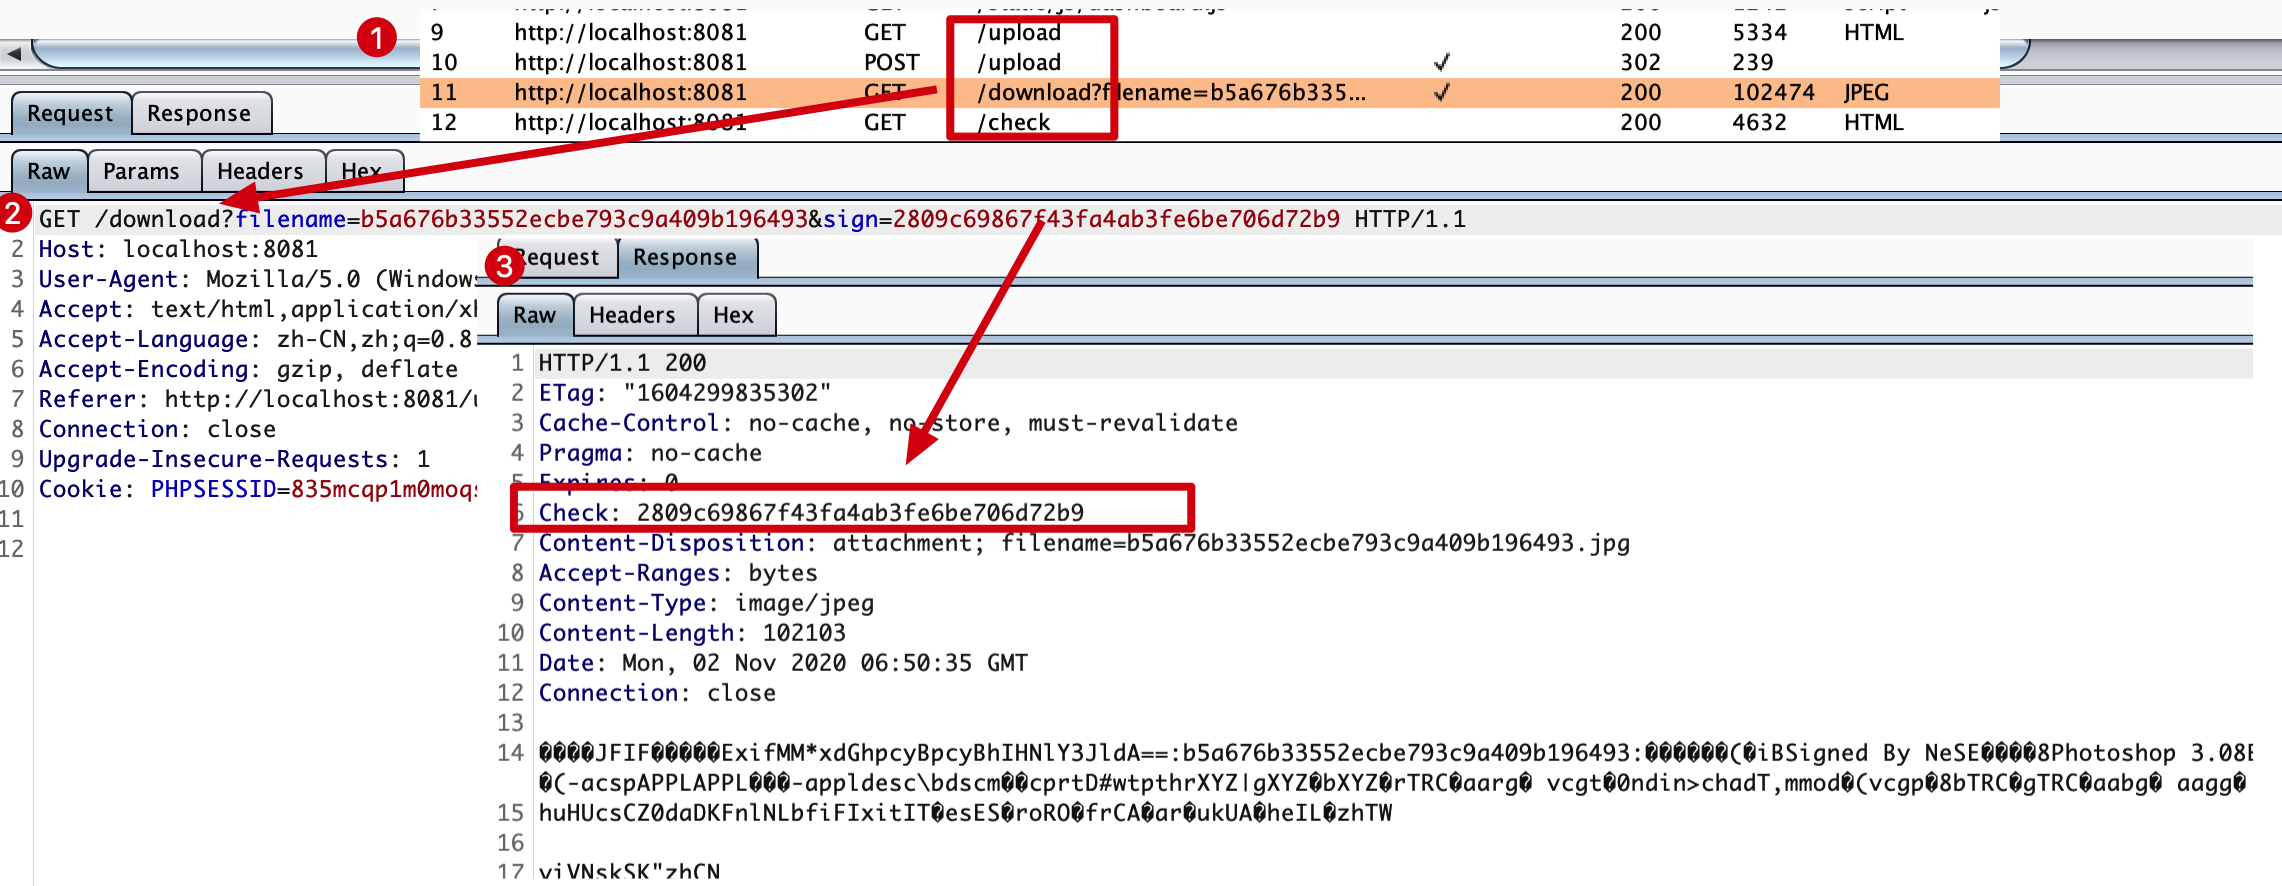 1
9 http://localhost:8081 GET /upload 200 5334 HTML
10 http://localhost:8081 POST /upload ✓ 302 239
11 http://localhost:8081 GET /download?filename=b5a676b335... ✓ 200 102474 JPEG
12 http://localhost:8081 GET /check 200 4632 HTML
Request Response
Raw Params Headers Hex
2 GET /download?filename=b5a676b33552ecbe793c9a409b196493&sign=2809c69867f43fa4ab3fe6be706d72b9 HTTP/1.1
2 Host: localhost:8081
3 User-Agent: Mozilla/5.0 (Windows
4 Accept: text/html,application/xh
5 Accept-Language: zh-CN,zh;q=0.8
6 Accept-Encoding: gzip, deflate
7 Referer: http://localhost:8081/u
8 Connection: close
9 Upgrade-Insecure-Requests: 1
10 Cookie: PHPSESSID=835mcqp1m0moqs
11
12
3 Request Response
Raw Headers Hex
1 HTTP/1.1 200
2 ETag: "1604299835302"
3 Cache-Control: no-cache, no-store, must-revalidate
4 Pragma: no-cache
5 Expires: 0
6 Check: 2809c69867f43fa4ab3fe6be706d72b9
7 Content-Disposition: attachment; filename=b5a676b33552ecbe793c9a409b196493.jpg
8 Accept-Ranges: bytes
9 Content-Type: image/jpeg
10 Content-Length: 102103
11 Date: Mon, 02 Nov 2020 06:50:35 GMT
12 Connection: close
13
14 ����JFIF�����ExifMM*xdGhpcyBpcyBhIHNlY3JldA==:b5a676b33552ecbe793c9a409b196493:������(�iBSigned By NeSE����8Photoshop 3.08B
�(-acspAPPLAPPL���-appldesc\bdscm��cprtD#wtpthrXYZ|gXYZ�bXYZ�rTRC�aarg� vcgt�0ndin>chadT,mmod�(vcgp�8bTRC�gTRC�aabg� aagg�
15 huHUcsCZ0daDKFnlNLbfiFIxitIT�esES�roRO�frCA�ar�ukUA�heIL�zhTW
16
17 viVNskSK"zhCN